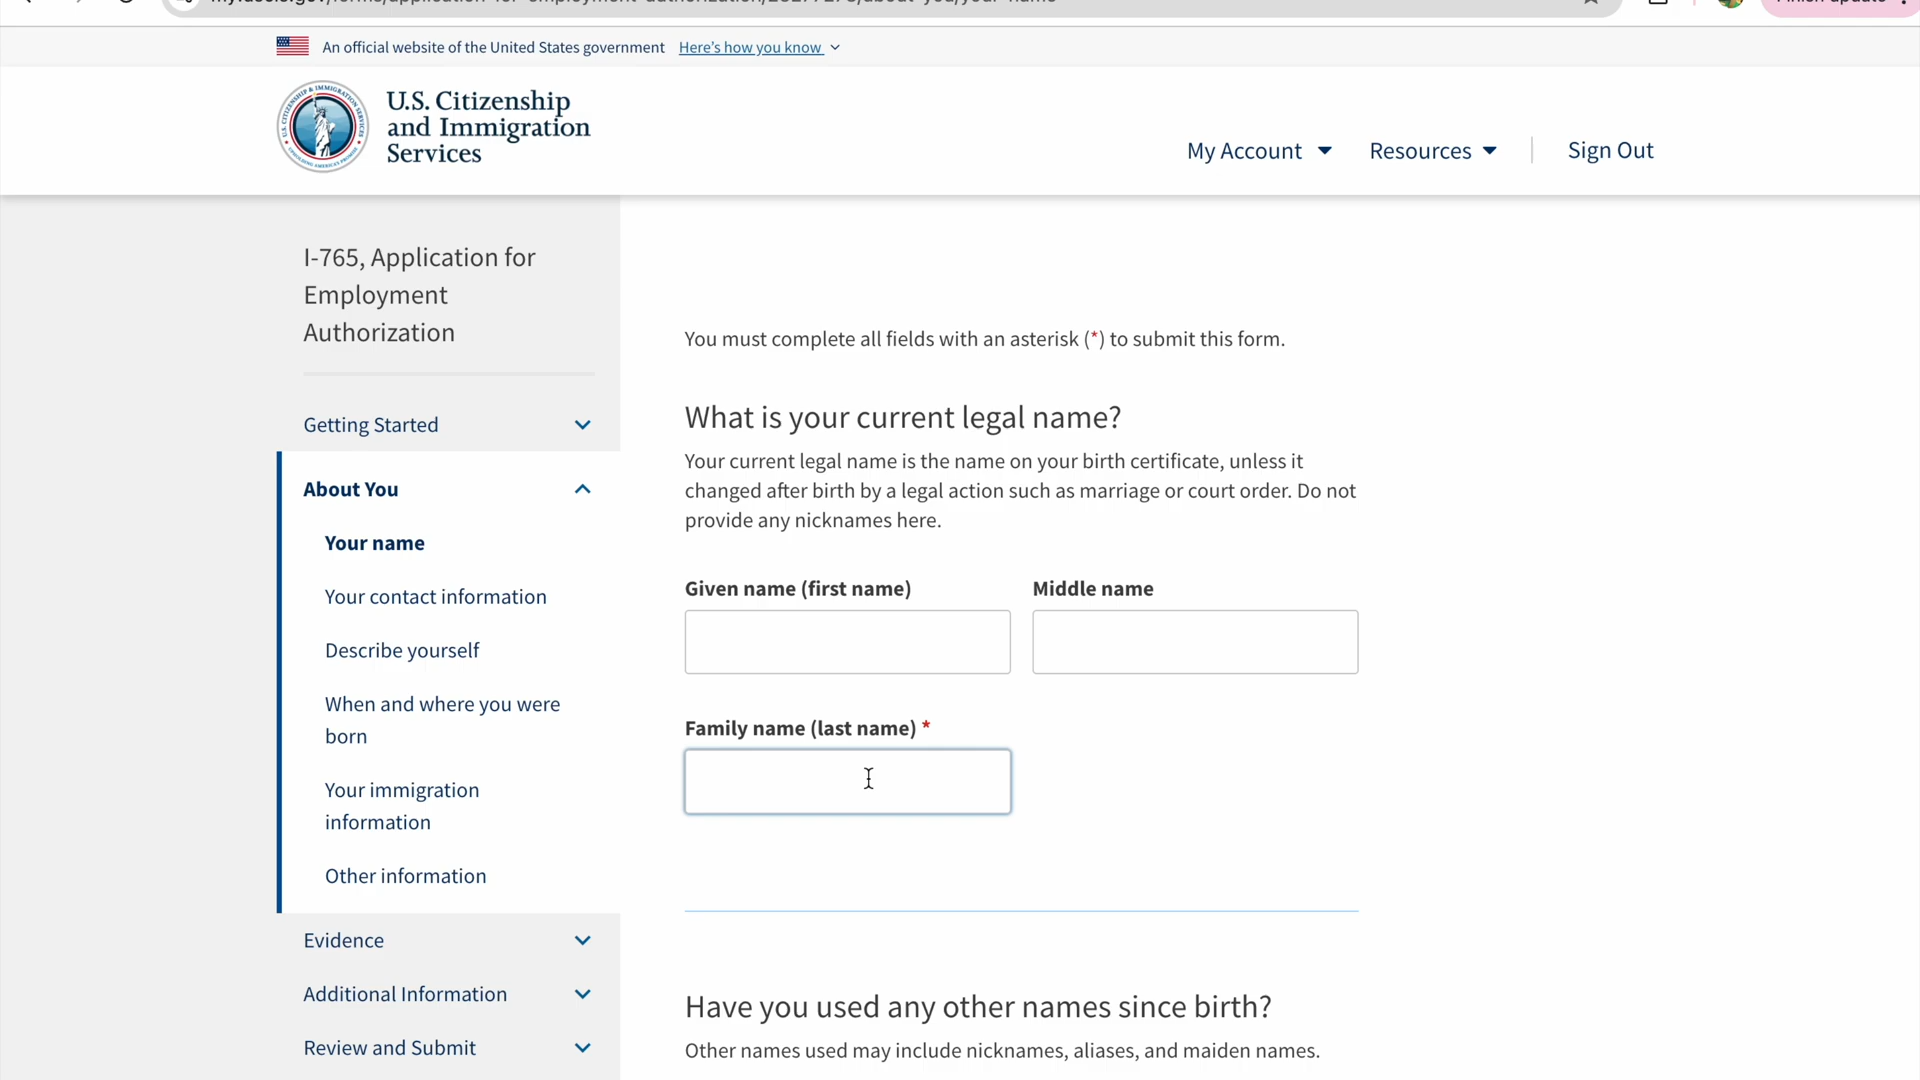 An official website of the United States government Here's how you know
U.S. Citizenship
and Immigration
Services
My Account
Resources
Sign Out
I-765, Application for
Employment
Authorization
Getting Started
About You
Your name
Your contact information
Describe yourself
When and where you were
born
Your immigration
information
Other information
Evidence
Additional Information
Review and Submit
You must complete all fields with an asterisk (*) to submit this form.
What is your current legal name?
Your current legal name is the name on your birth certificate, unless it
changed after birth by a legal action such as marriage or court order. Do not
provide any nicknames here.
Given name (first name)
Middle name
Family name (last name) *
Have you used any other names since birth?
Other names used may include nicknames, aliases, and maiden names.